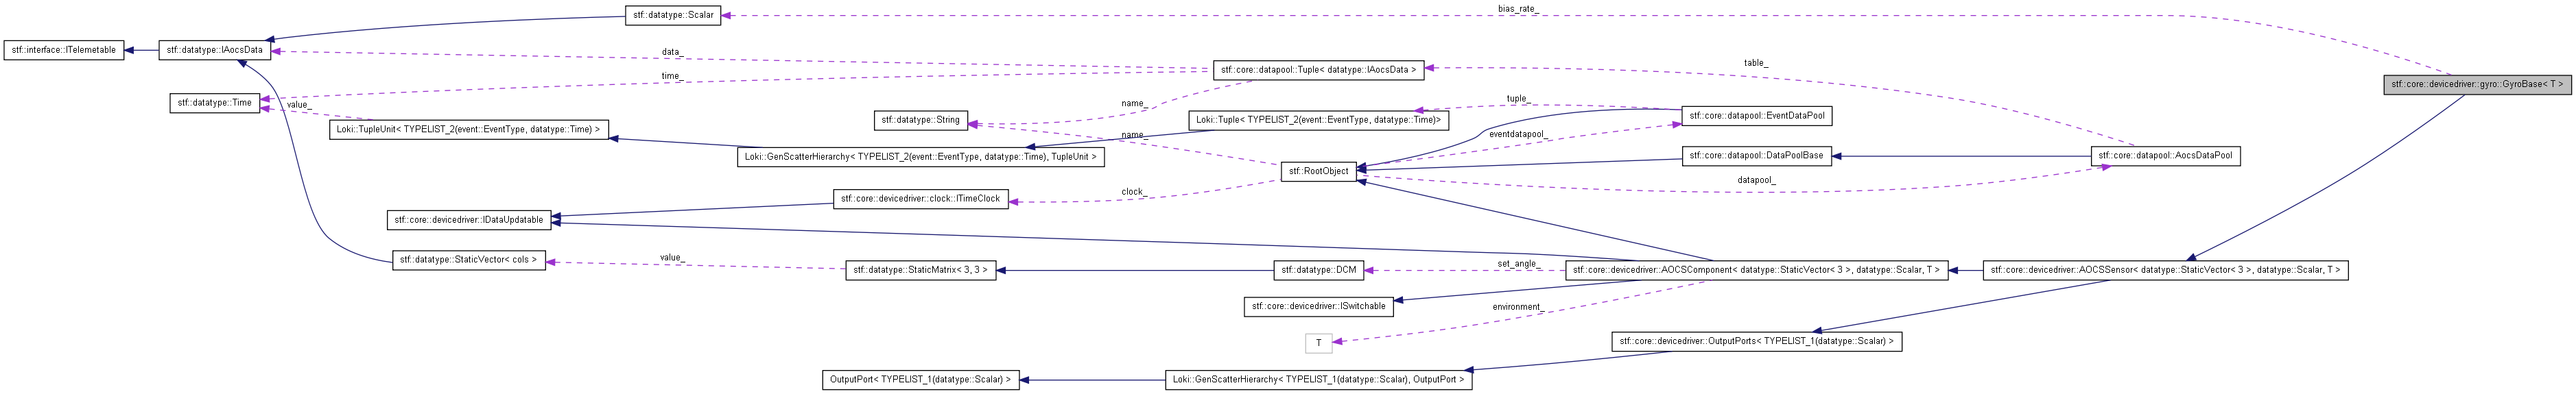 stf::datatype::Scalar
bias_rate_
stf::interface::ITelemetable
stf::datatype::IAocsData
data_
stf::core::datapool::Tuple< datatype::IAocsData >
table_
stf::core::devicedriver::gyro::GyroBase< T >
time_
stf::datatype::Time
value_
name_
tuple_
stf::datatype::String
Loki::Tuple< TYPELIST_2(event::EventType, datatype::Time)>
stf::core::datapool::EventDataPool
Loki::TupleUnit< TYPELIST_2(event::EventType, datatype::Time) >
name_
eventdatapool_
Loki::GenScatterHierarchy< TYPELIST_2(event::EventType, datatype::Time), TupleUnit >
stf::core::datapool::DataPoolBase
stf::core::datapool::AocsDataPool
stf::RootObject
datapool_
clock_
stf::core::devicedriver::clock::ITimeClock
stf::core::devicedriver::IDataUpdatable
stf::datatype::StaticVector< cols >
value_
stf::datatype::StaticMatrix< 3, 3 >
stf::datatype::DCM
set_angle_
stf::core::devicedriver::AOCSComponent< datatype::StaticVector< 3 >, datatype::Scalar, T >
stf::core::devicedriver::AOCSSensor< datatype::StaticVector< 3 >, datatype::Scalar, T >
stf::core::devicedriver::ISwitchable
environment_
T
stf::core::devicedriver::OutputPorts< TYPELIST_1(datatype::Scalar) >
OutputPort< TYPELIST_1(datatype::Scalar) >
Loki::GenScatterHierarchy< TYPELIST_1(datatype::Scalar), OutputPort >